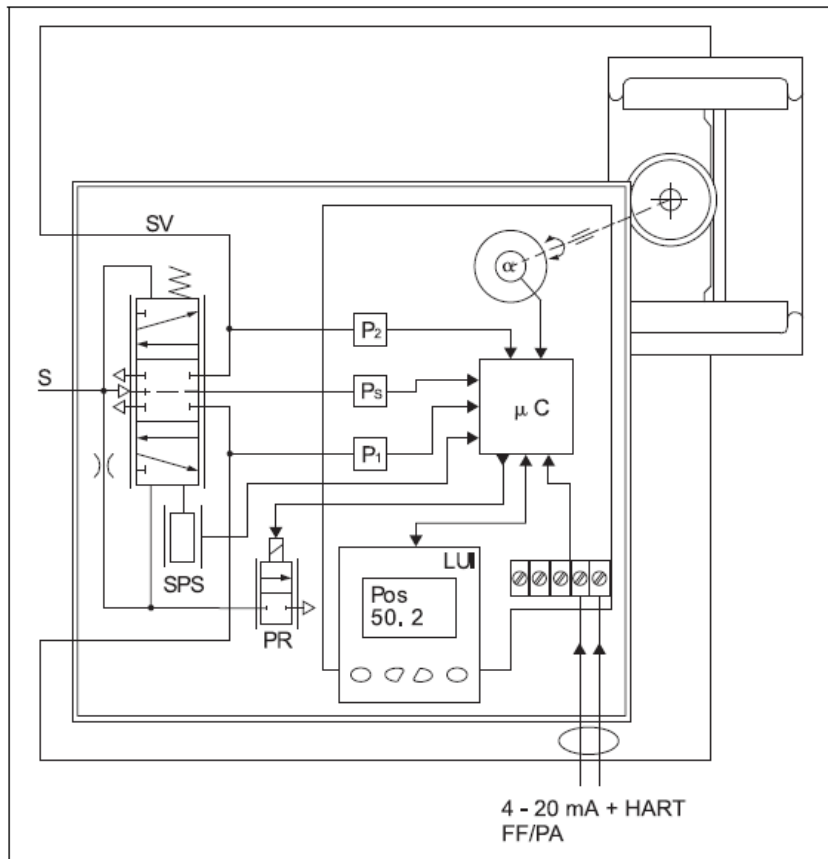 SV
α
P2
S
PS
μ C
P1
LUI
SPS
Pos
50.2
PR
4 - 20 mA + HART
FF/PA